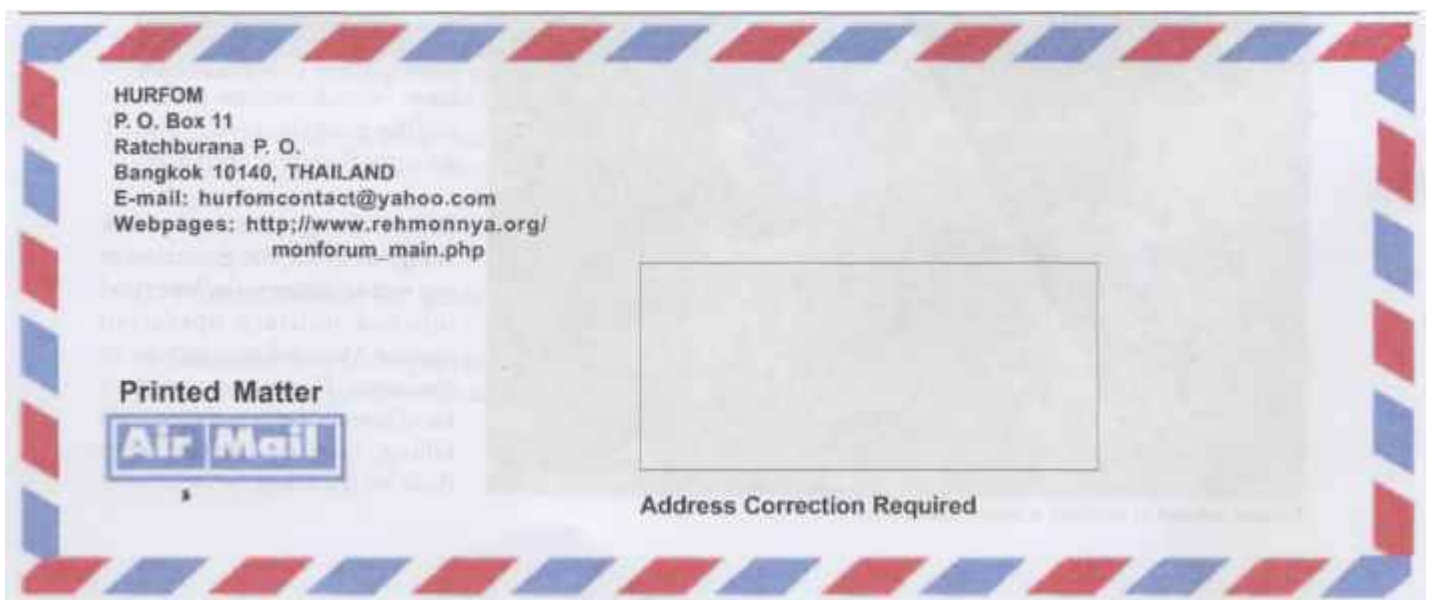 HURFOM
P. O. Box 11
Ratchburana P. O.
Bangkok 10140, THAILAND
E-mail: hurfomcontact@yahoo.com
Webpages: http;//www.rehmonnya.org/
monforum_main.php
Printed Matter
Air Mail
Address Correction Required